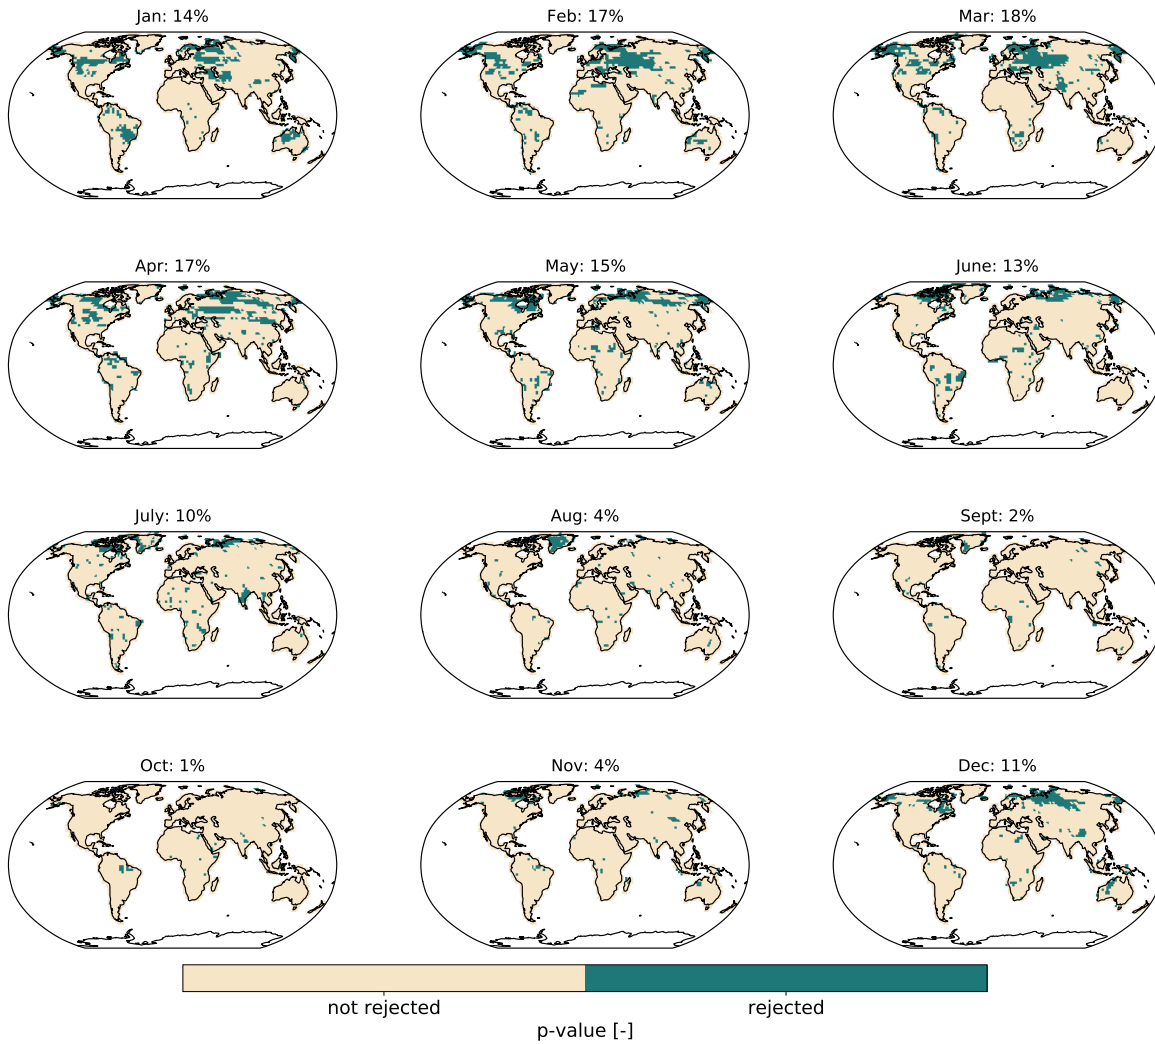 Jan: 14%
Feb: 17%
Mar: 18%
Apr: 17%
May: 15%
June: 13%
July: 10%
Aug: 4%
Sept: 2%
Oct: 1%
Nov: 4%
Dec: 11%
not rejected
rejected
p-value [-]